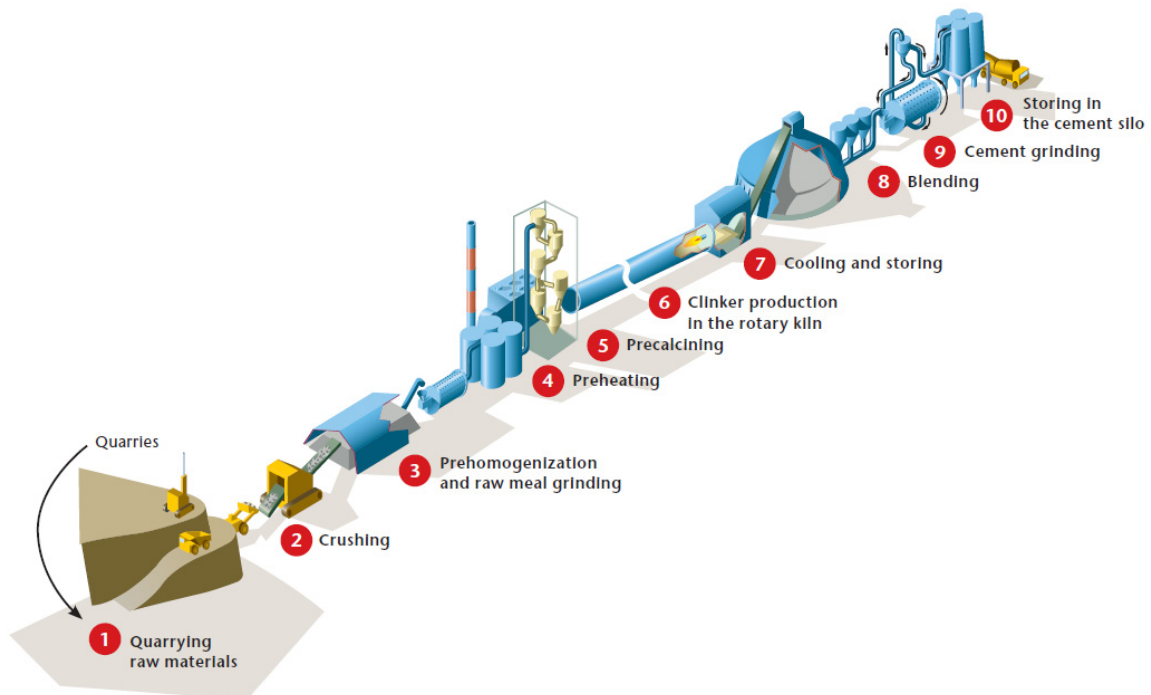 Quarries
1
Quarrying
raw materials
2
Crushing
3
Prehomogenization
and raw meal grinding
4
Preheating
5
Precalcining
6
Clinker production
in the rotary kiln
7
Cooling and storing
8
Blending
9
Cement grinding
10
Storing in
the cement silo